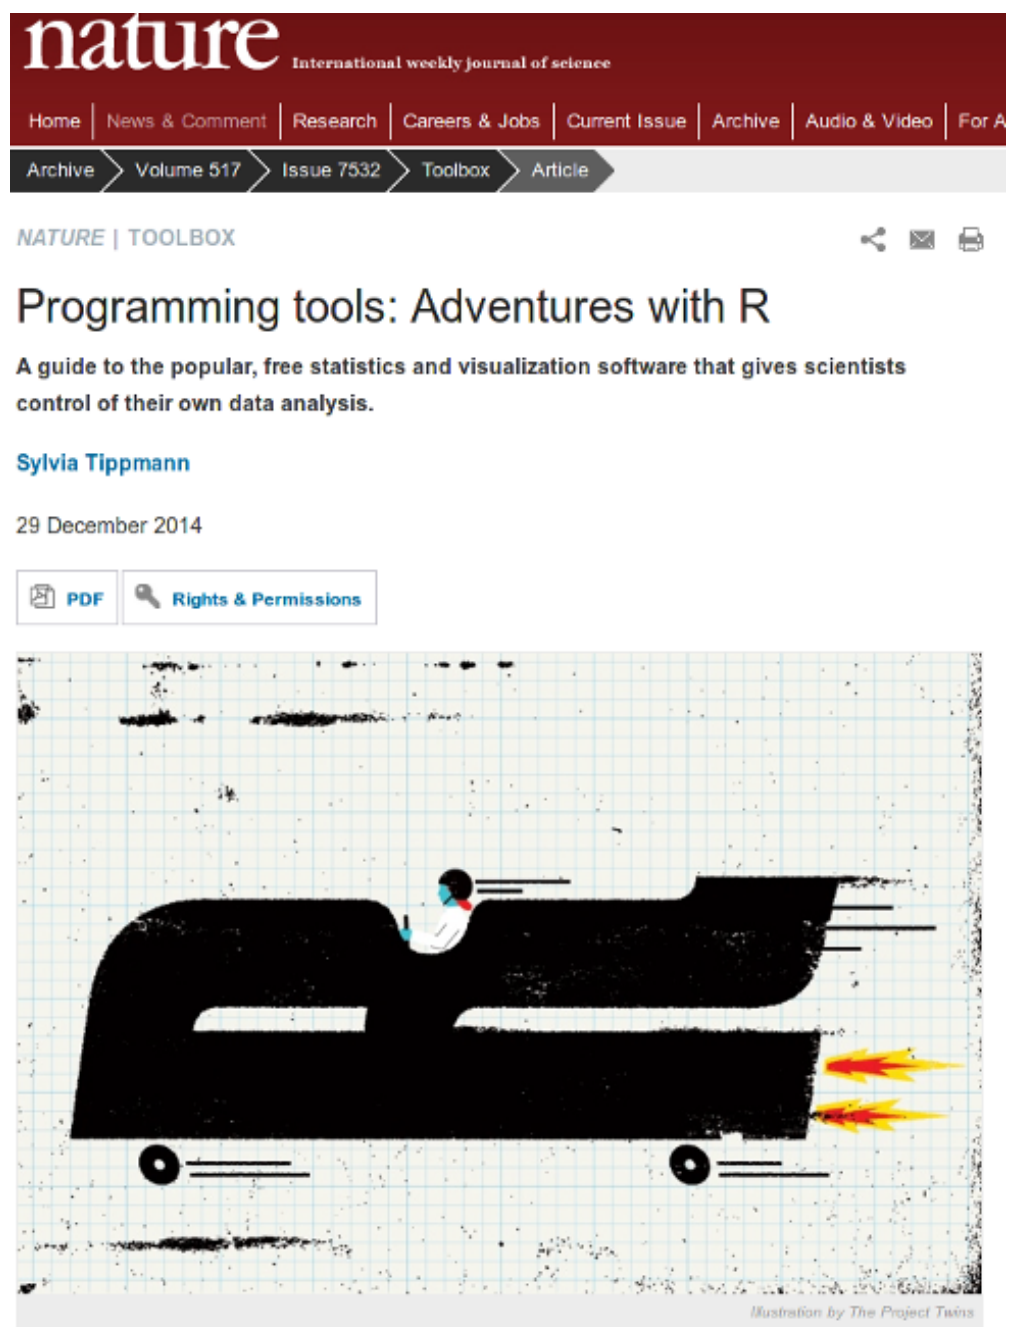 nature International weekly journal of science
Home News & Comment Research Careers & Jobs Current Issue Archive Audio & Video For A
Archive Volume 517 Issue 7532 Toolbox Article
NATURE | TOOLBOX
Programming tools: Adventures with R
A guide to the popular, free statistics and visualization software that gives scientists
control of their own data analysis.
Sylvia Tippmann
29 December 2014
PDF Rights & Permissions
Illustration by The Project Twins